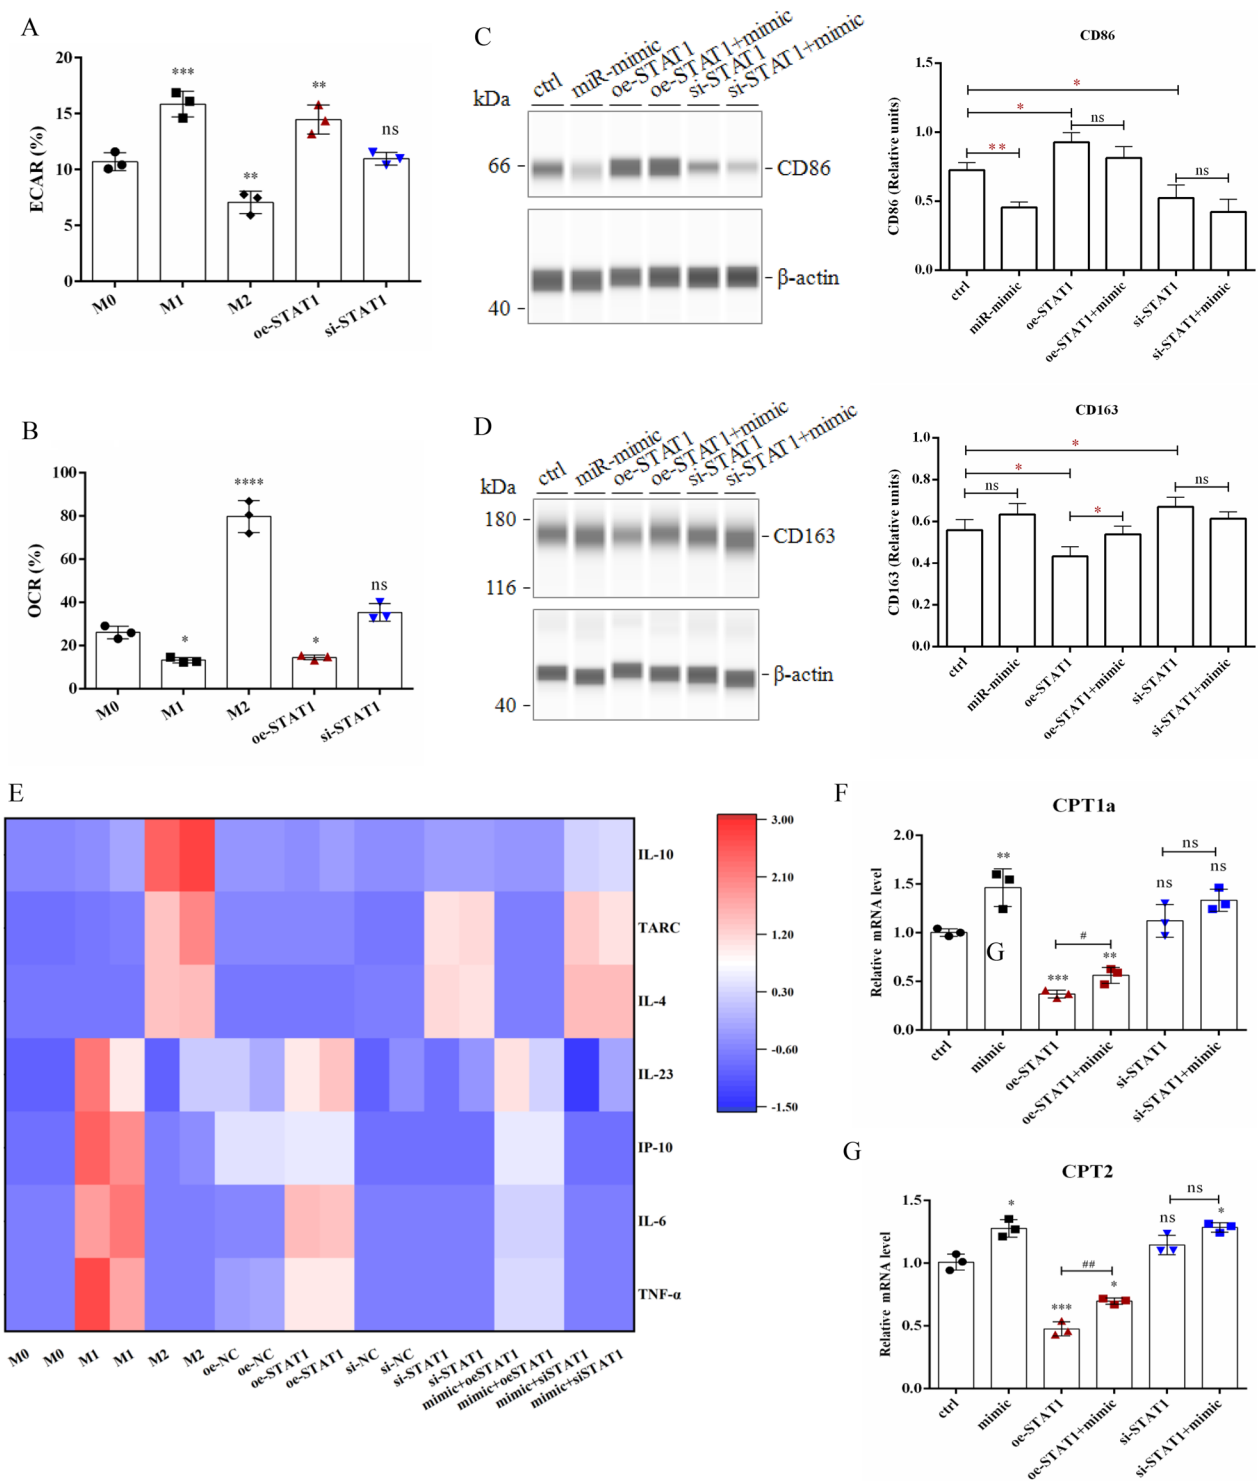 A
ECAR (%)
20
15
10
5
0
***
**
**
ns
M0
M1
M2
oe-STAT1
si-STAT1
B
OCR (%)
100
80
60
40
20
0
*
****
*
ns
M0
M1
M2
oe-STAT1
si-STAT1
C
kDa
ctrl
miR-mimic
oe-STAT1
oe-STAT1+mimic
si-STAT1
si-STAT1+mimic
66
CD86
β-actin
40
CD86
CD86 (Relative units)
1.5
1.0
0.5
0.0
*
*
ns
**
ns
ctrl
miR-mimic
oe-STAT1
oe-STAT1+mimic
si-STAT1
si-STAT1+mimic
D
kDa
ctrl
miR-mimic
oe-STAT1
oe-STAT1+mimic
si-STAT1
si-STAT1+mimic
180
CD163
116
β-actin
40
CD163
CD163 (Relative units)
1.0
0.8
0.6
0.4
0.2
0.0
*
*
ns
*
ns
ctrl
miR-mimic
oe-STAT1
oe-STAT1+mimic
si-STAT1
si-STAT1+mimic
E
IL-10
TARC
IL-4
IL-23
IP-10
IL-6
TNF-α
3.00
2.10
1.20
0.30
-0.60
-1.50
M0
M0
M1
M1
M2
M2
oe-NC
oe-NC
oe-STAT1
oe-STAT1
si-NC
si-NC
si-STAT1
si-STAT1
mimic+oeSTAT1
mimic+oeSTAT1
mimic+siSTAT1
mimic+siSTAT1
F
CPT1a
Relative mRNA level
2.0
1.5
1.0
0.5
0.0
**
G
***
#
**
ns
ns
ns
ctrl
mimic
oe-STAT1
oe-STAT1+mimic
si-STAT1
si-STAT1+mimic
G
CPT2
Relative mRNA level
1.5
1.0
0.5
0.0
*
***
##
*
ns
ns
*
ctrl
mimic
oe-STAT1
oe-STAT1+mimic
si-STAT1
si-STAT1+mimic